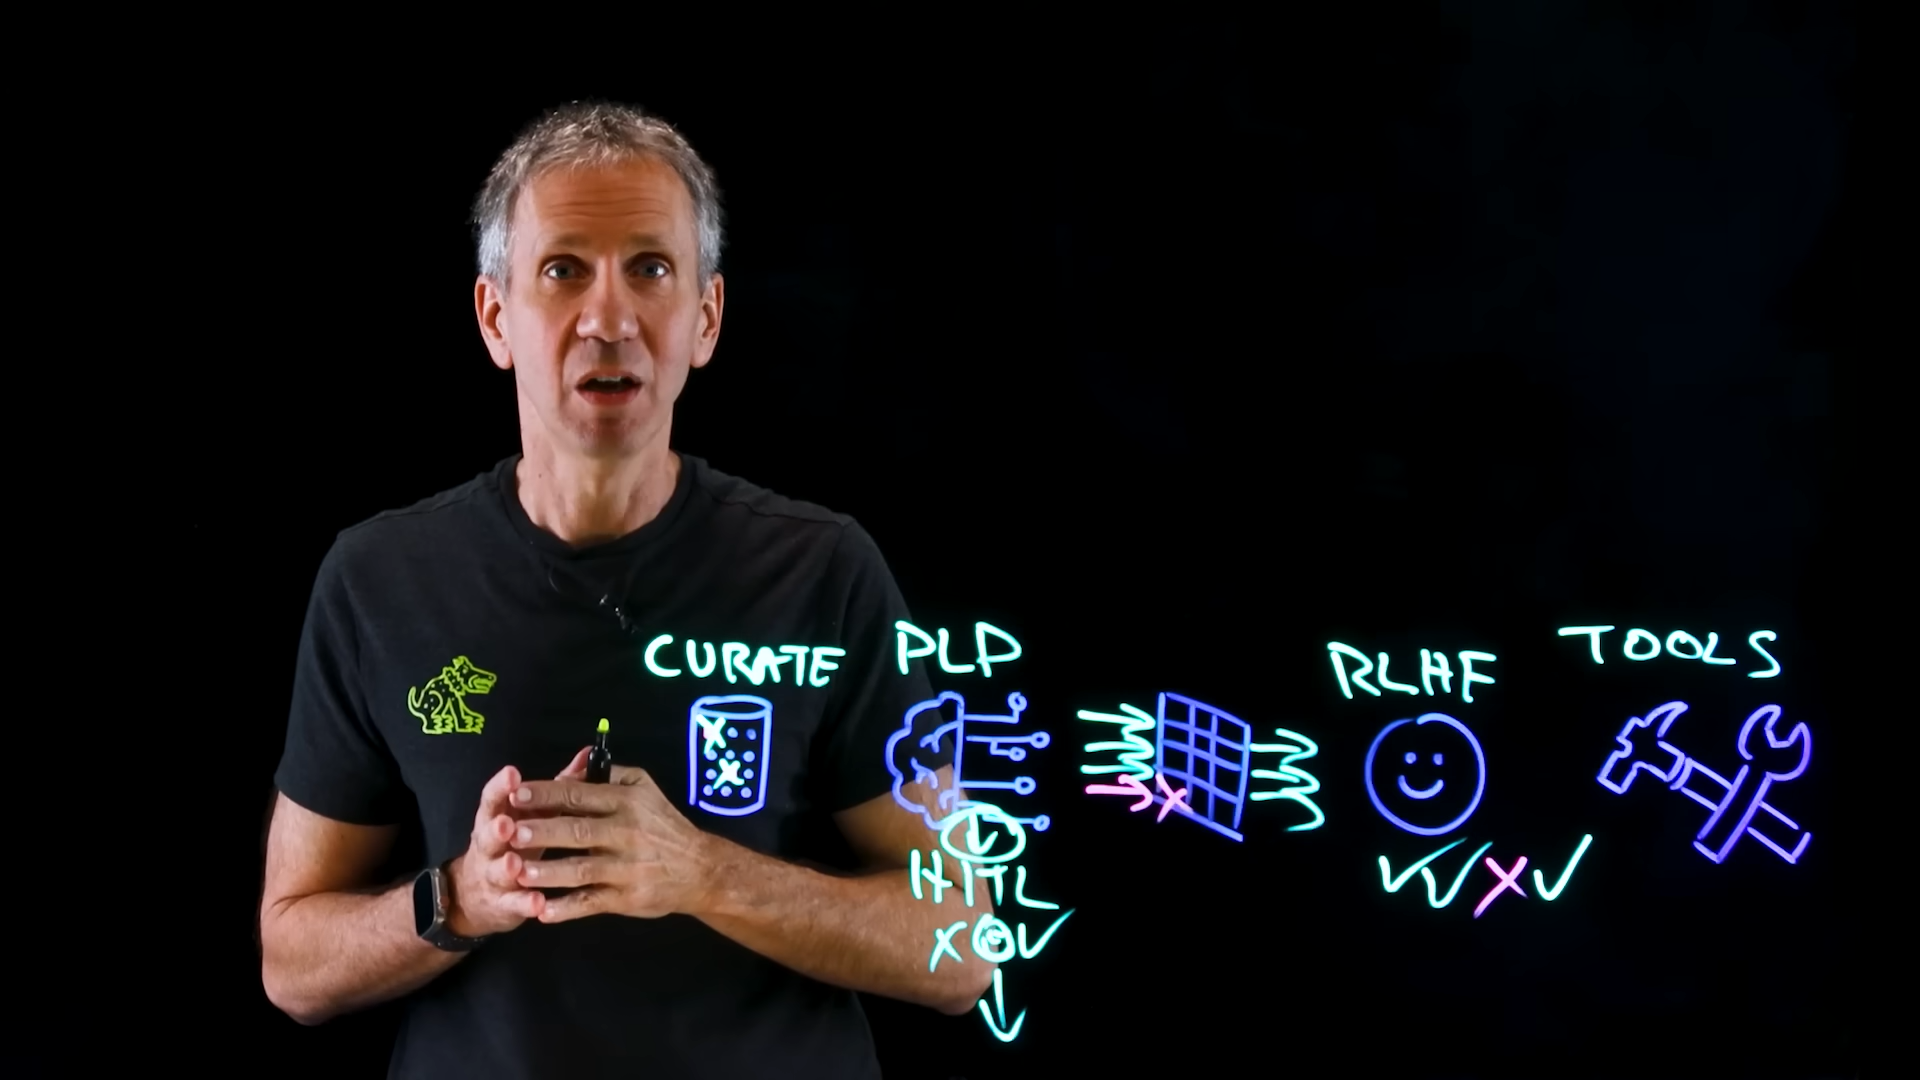 CURATE
PLP
HITL
X ✓
RLHF
✓✓X✓
TOOLS